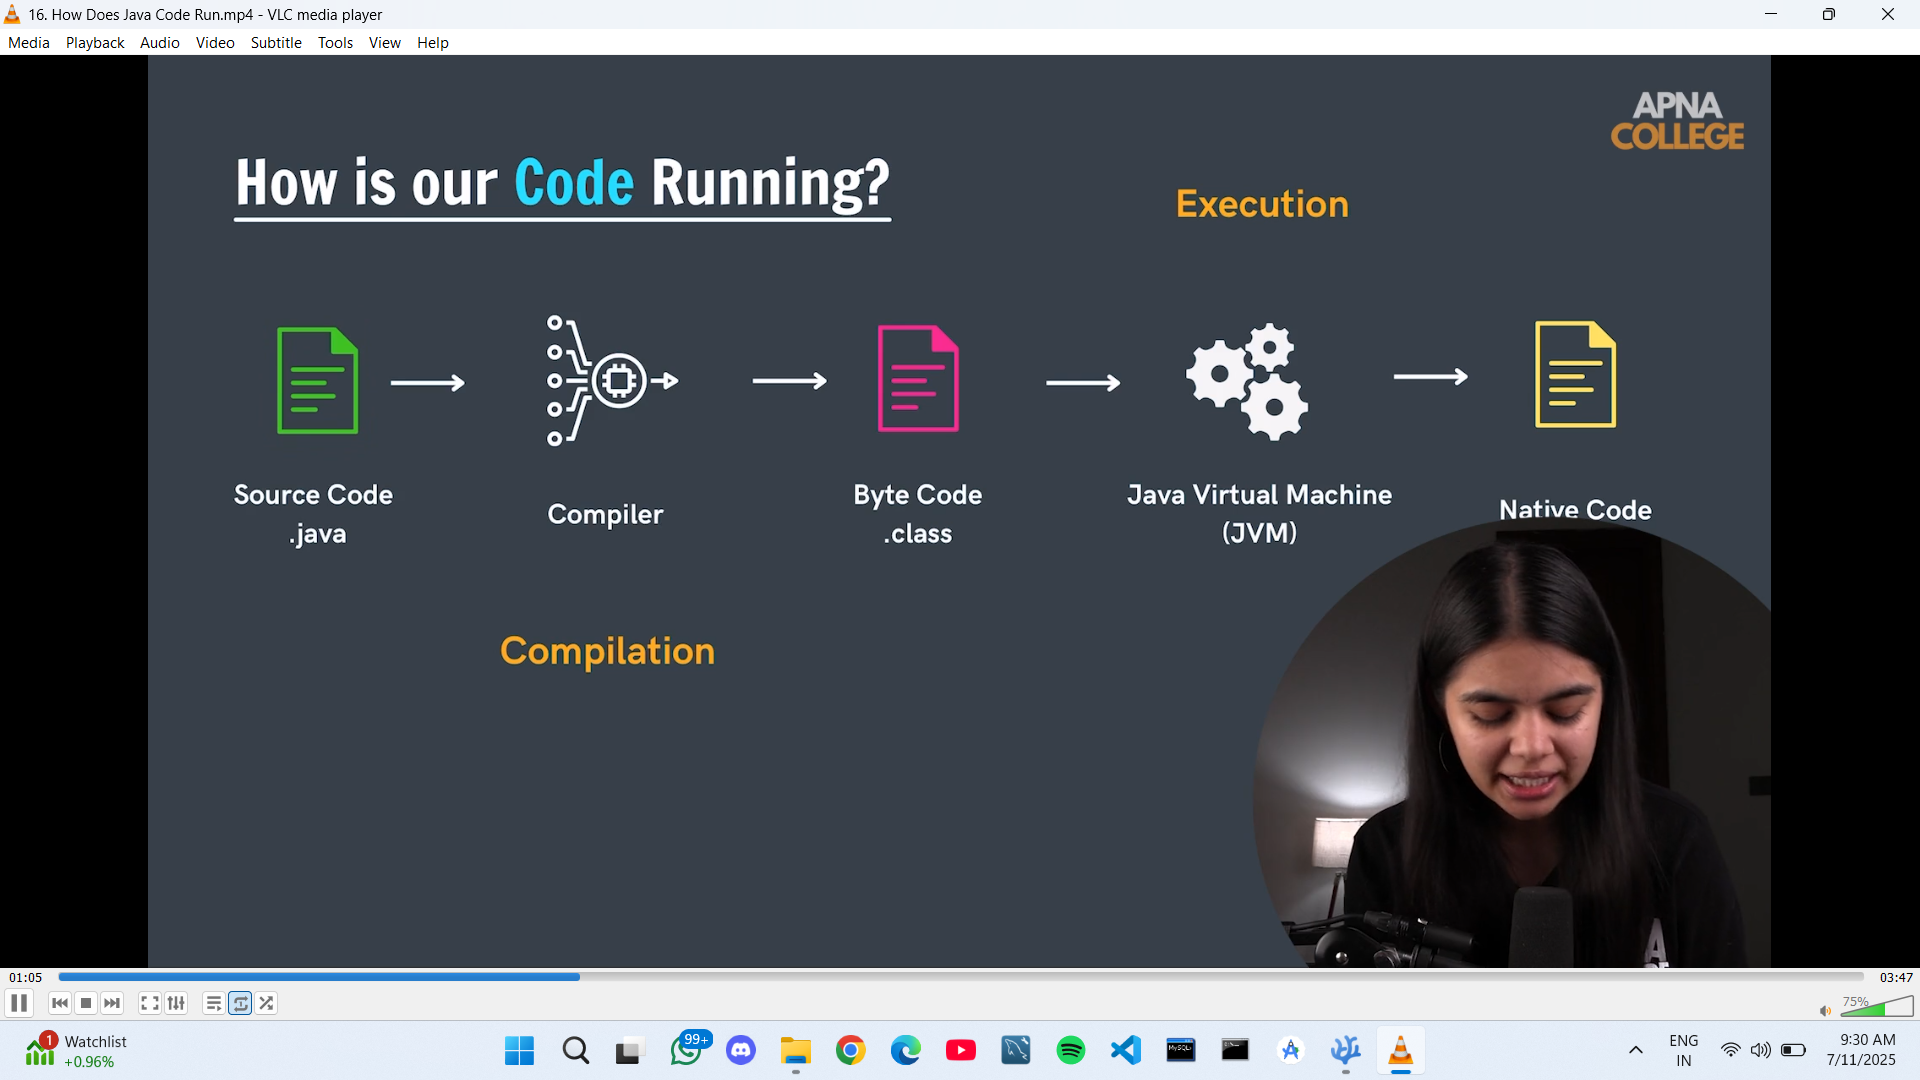 16. How Does Java Code Run.mp4 - VLC media player
Media Playback Audio Video Subtitle Tools View Help
APNA
COLLEGE
How is our Code Running?
Execution
Source Code
.java
Compiler
Byte Code
.class
Java Virtual Machine
(JVM)
Native Code
Compilation
01:05
03:47
75%
1
Watchlist
+0.96%
99+
MySQL
ENG
IN
9:30 AM
7/11/2025